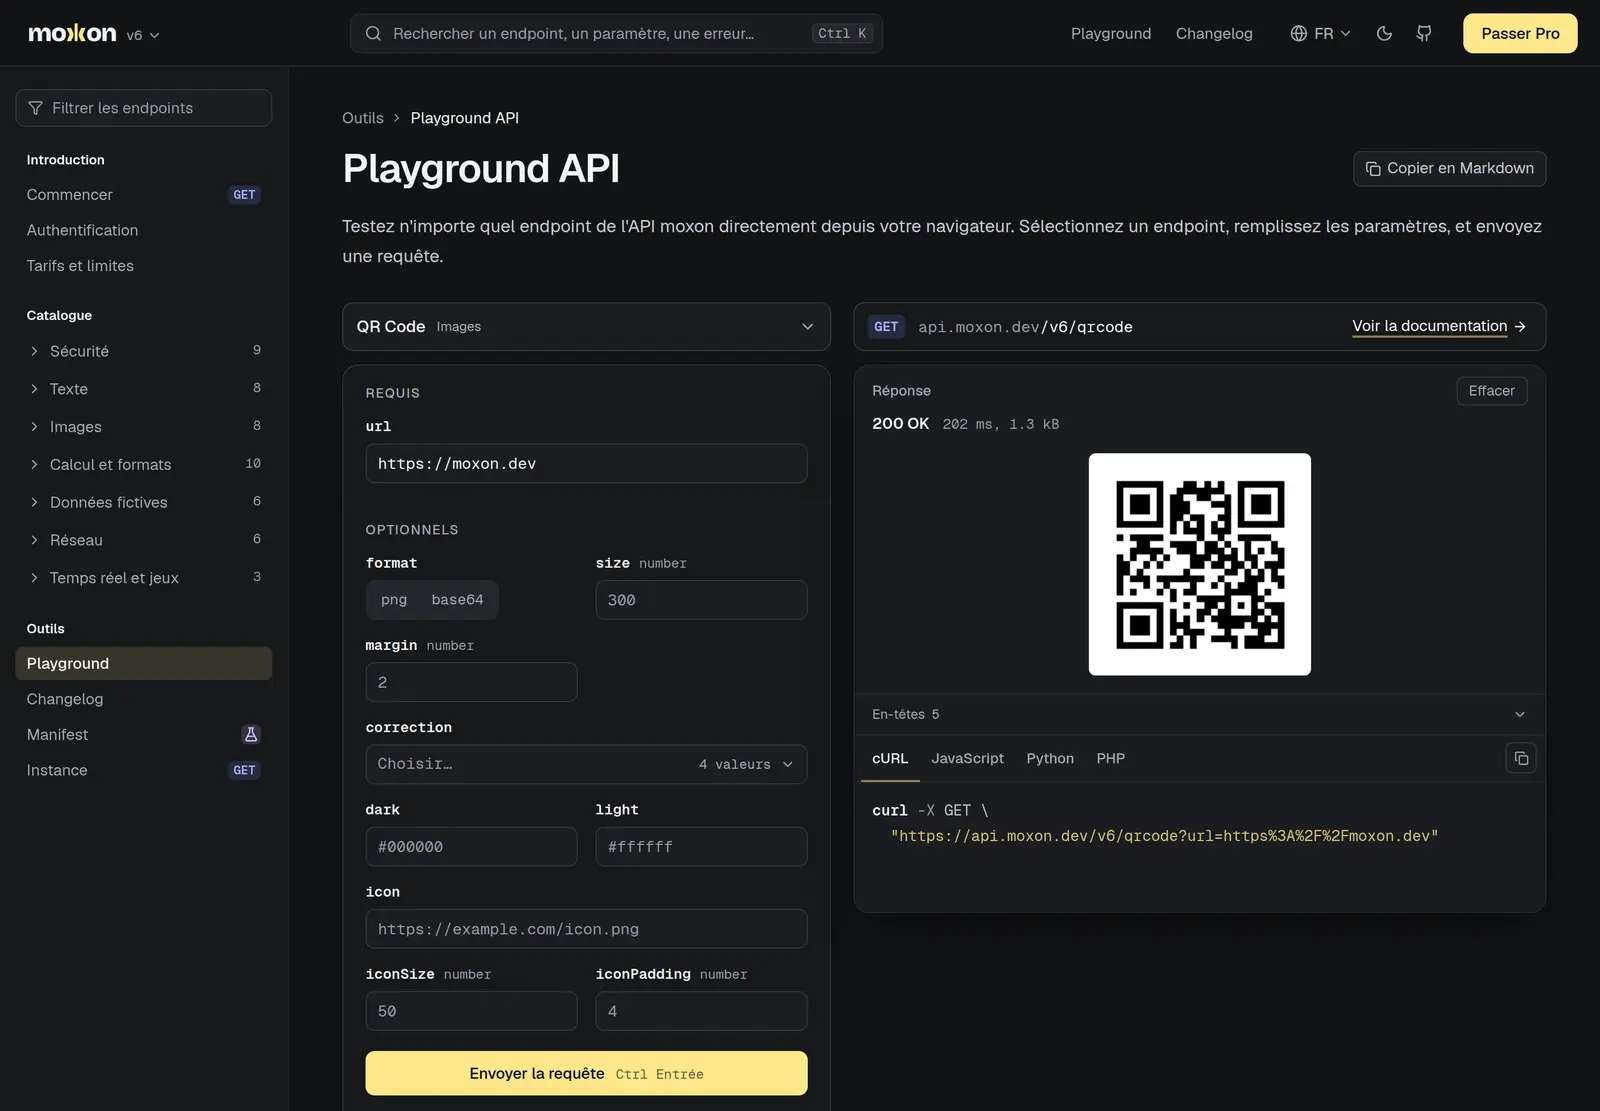 moxon v6
Rechercher un endpoint, un paramètre, une erreur... Ctrl K
Playground Changelog FR Passer Pro
Filtrer les endpoints
Introduction
Commencer GET
Authentification
Tarifs et limites
Catalogue
Sécurité 9
Texte 8
Images 8
Calcul et formats 10
Données fictives 6
Réseau 6
Temps réel et jeux 3
Outils
Playground
Changelog
Manifest
Instance GET
Outils > Playground API
Playground API
Copier en Markdown
Testez n'importe quel endpoint de l'API moxon directement depuis votre navigateur. Sélectionnez un endpoint, remplissez les paramètres, et envoyez
une requête.
QR Code Images
REQUIS
url
https://moxon.dev
OPTIONNELS
format size number
png base64 300
margin number
2
correction
Choisir... 4 valeurs
dark light
#000000 #ffffff
icon
https://example.com/icon.png
iconSize number iconPadding number
50 4
Envoyer la requête Ctrl Entrée
GET api.moxon.dev/v6/qrcode Voir la documentation →
Réponse Effacer
200 OK 202 ms, 1.3 kB
En-têtes 5
cURL JavaScript Python PHP
curl -X GET \
"https://api.moxon.dev/v6/qrcode?url=https%3A%2F%2Fmoxon.dev"